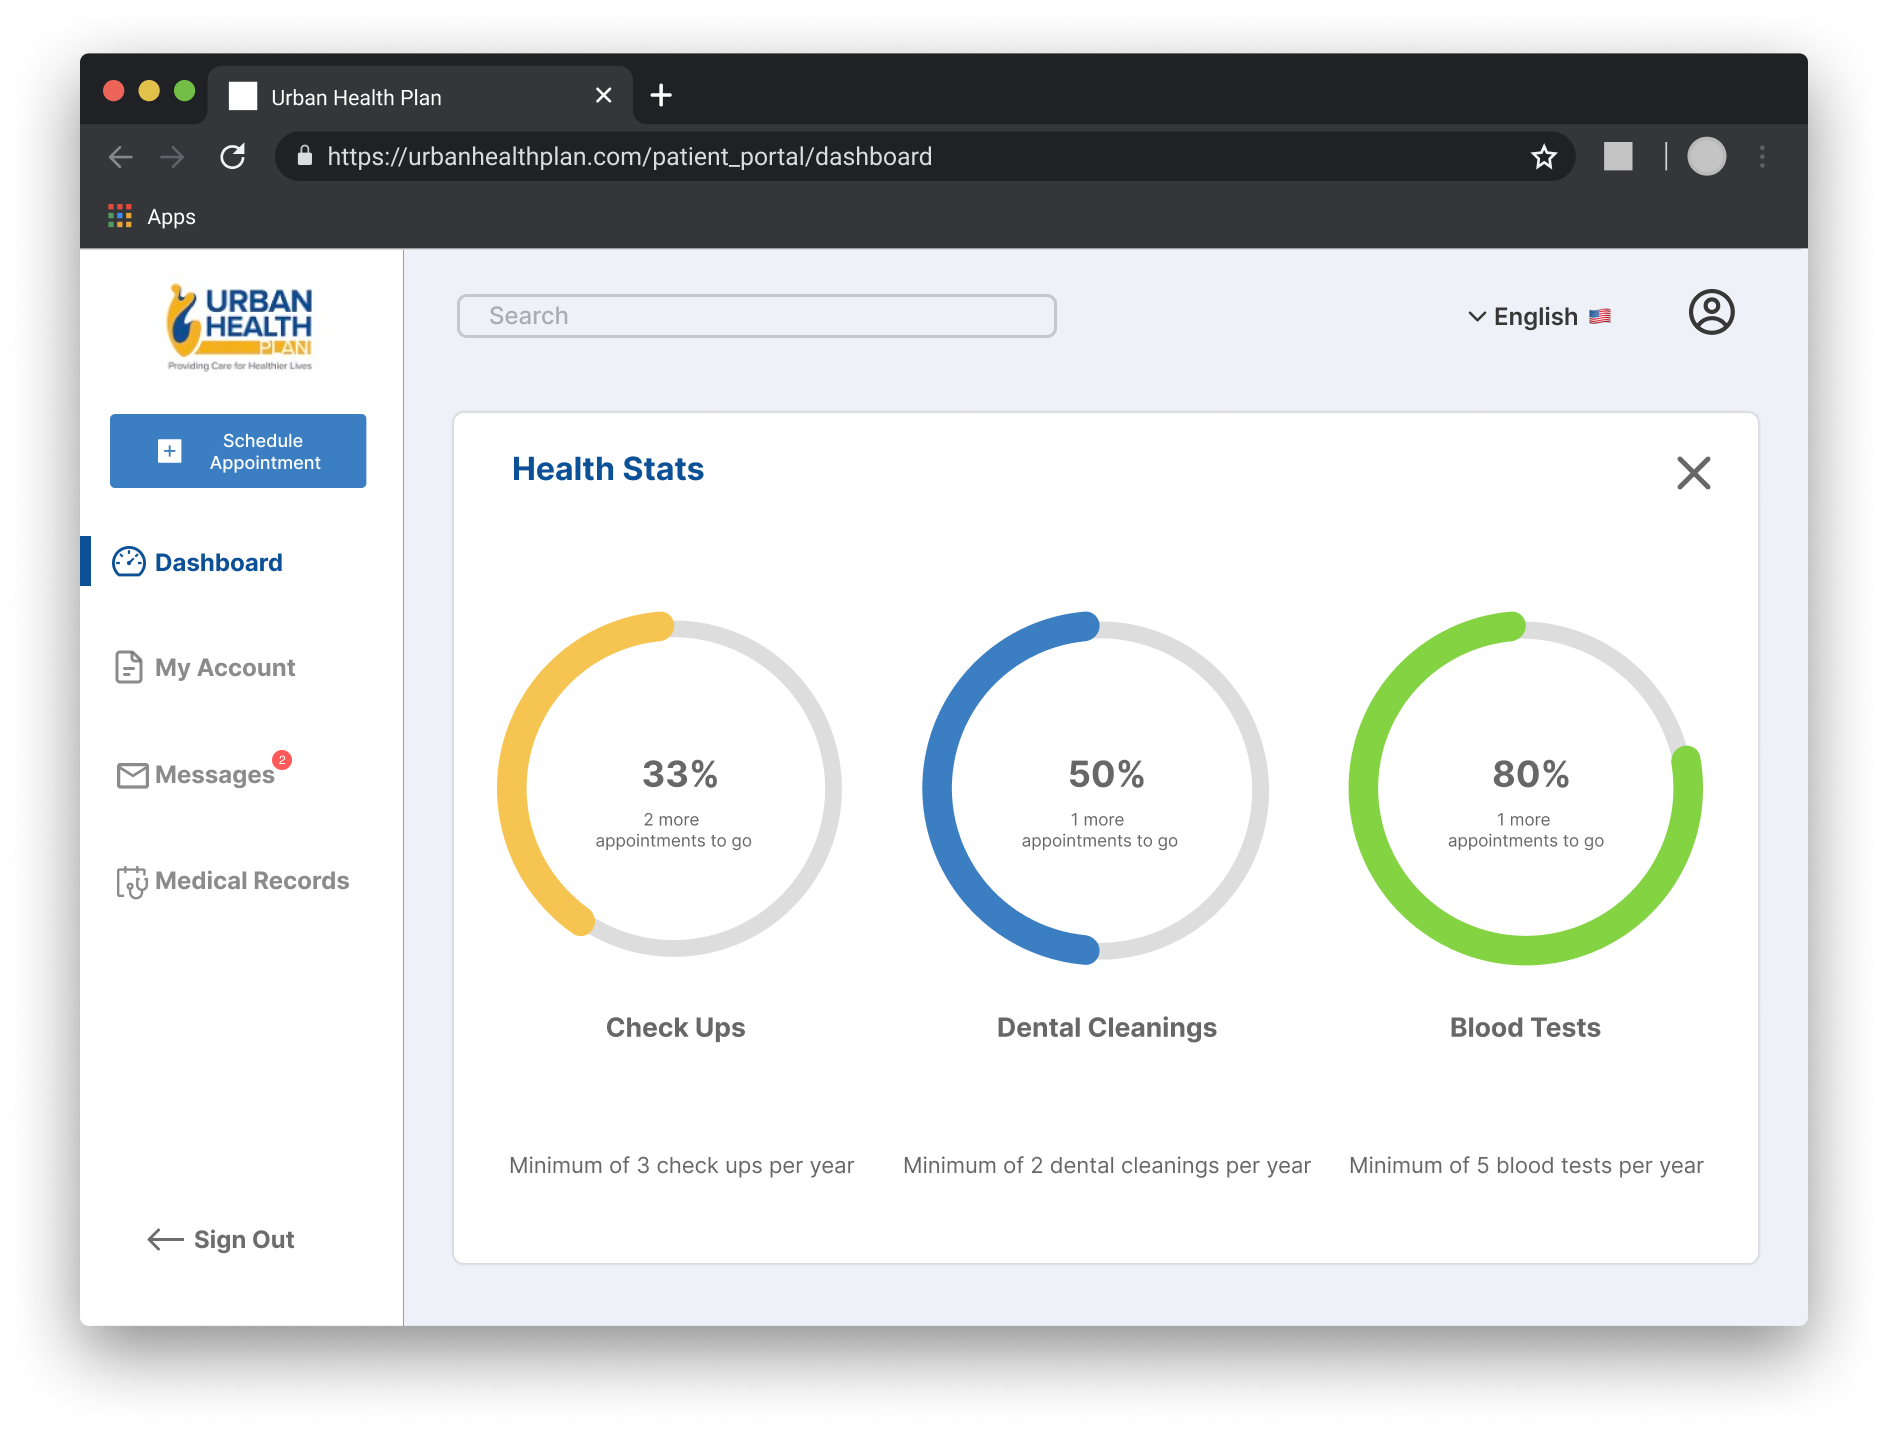 Urban Health Plan
https://urbanhealthplan.com/patient_portal/dashboard
Apps
URBAN
HEALTH
PLAN
Providing Care for Healthier Lives
Search
English
Schedule
Appointment
Dashboard
My Account
Messages 2
Medical Records
Sign Out
Health Stats
33%
2 more
appointments to go
Check Ups
Minimum of 3 check ups per year
50%
1 more
appointments to go
Dental Cleanings
Minimum of 2 dental cleanings per year
80%
1 more
appointments to go
Blood Tests
Minimum of 5 blood tests per year